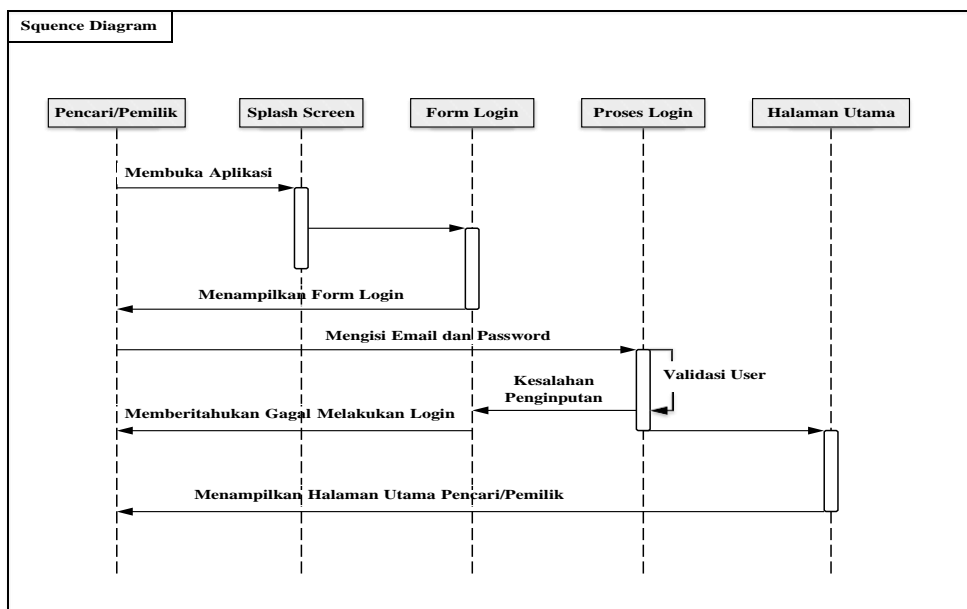 Squence Diagram
Pencari/Pemilik
Splash Screen
Form Login
Proses Login
Halaman Utama
Membuka Aplikasi
Menampilkan Form Login
Mengisi Email dan Password
Validasi User
Kesalahan
Penginputan
Memberitahukan Gagal Melakukan Login
Menampilkan Halaman Utama Pencari/Pemilik